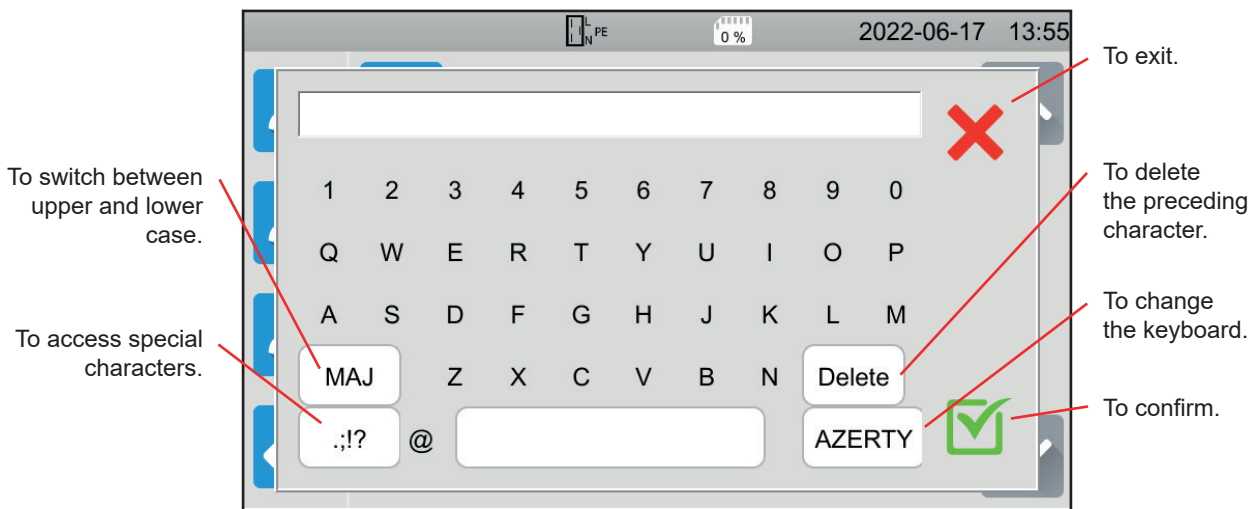 L
N PE
0 %
2022-06-17 13:55
To exit.
To switch between
upper and lower
case.
1 2 3 4 5 6 7 8 9 0
To delete
the preceding
character.
Q W E R T Y U I O P
A S D F G H J K L M
To change
the keyboard.
To access special
characters.
MAJ Z X C V B N Delete
.;!? @ AZERTY
To confirm.